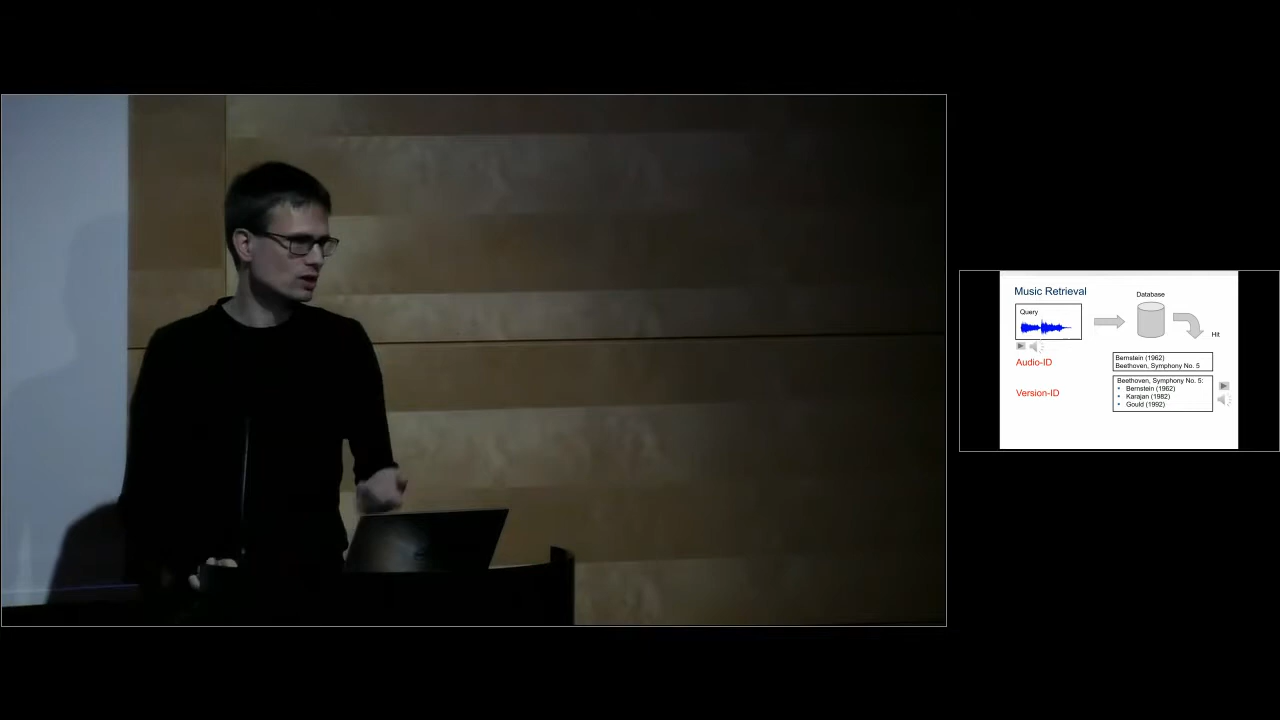 Music Retrieval
Database
Query
Hit
Audio-ID
Bernstein (1962)
Beethoven, Symphony No. 5
Version-ID
Beethoven, Symphony No. 5:
• Bernstein (1962)
• Karajan (1982)
• Gould (1992)